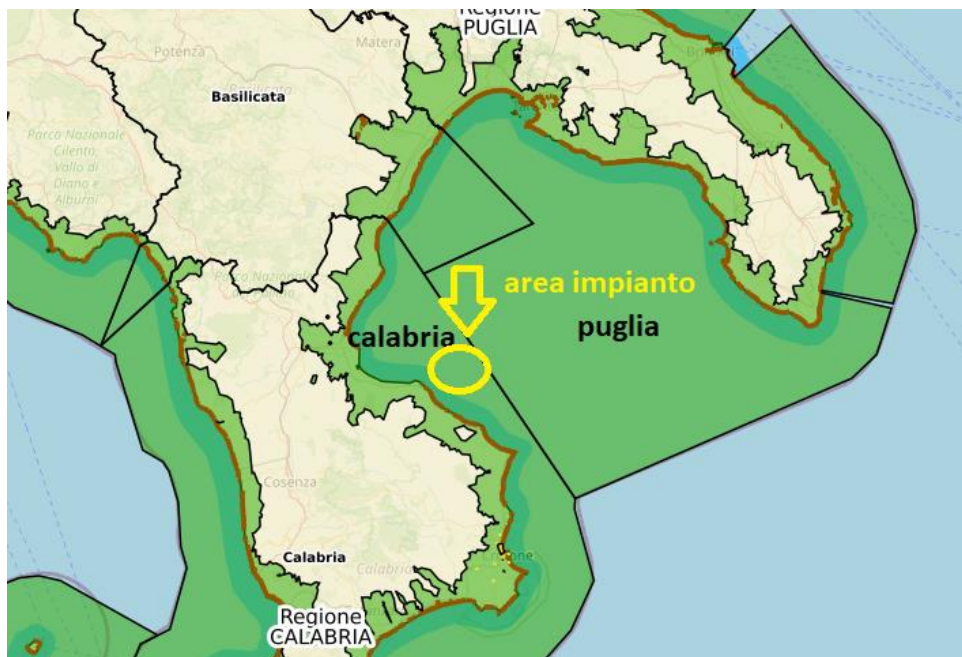 Regione
PUGLIA
Potenza
Matera
Basilicata
Parco Nazionale
Cilento,
Vallo di
Diano e
Alburni
area impianto
calabria
puglia
Cosenza
Calabria
Regione
CALABRIA